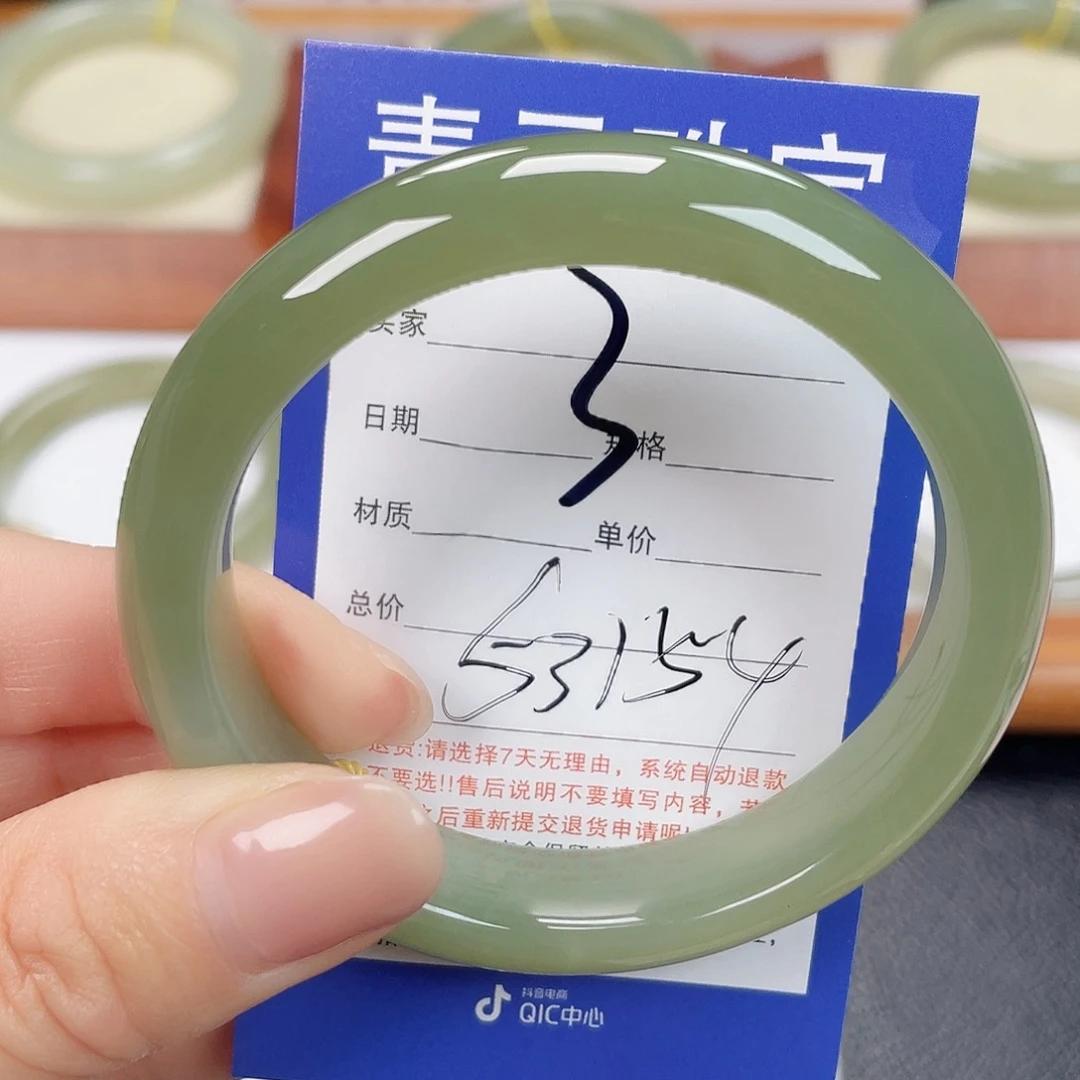 青
3
买家
日期 规格
材质 单价
总价
53154
退货:请选择7天无理由，系统自动退款
不要选!!售后说明不要填写内容，
之后重新提交退货申请呢!
抖音电商
QIC中心